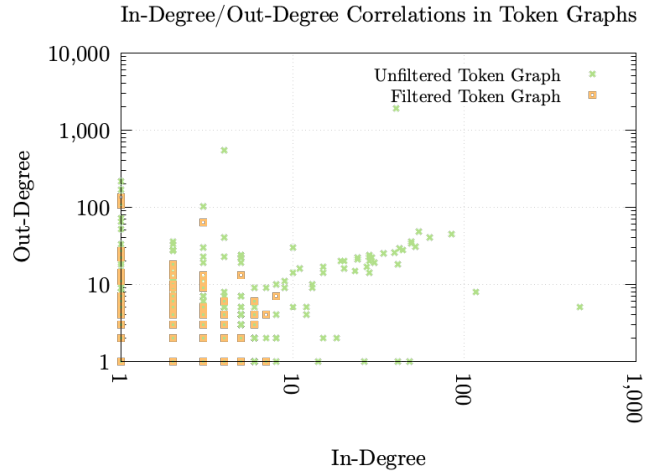 In-Degree/Out-Degree Correlations in Token Graphs
10,000
1,000
100
10
1
Out-Degree
Unfiltered Token Graph
Filtered Token Graph
1
10
100
1,000
In-Degree